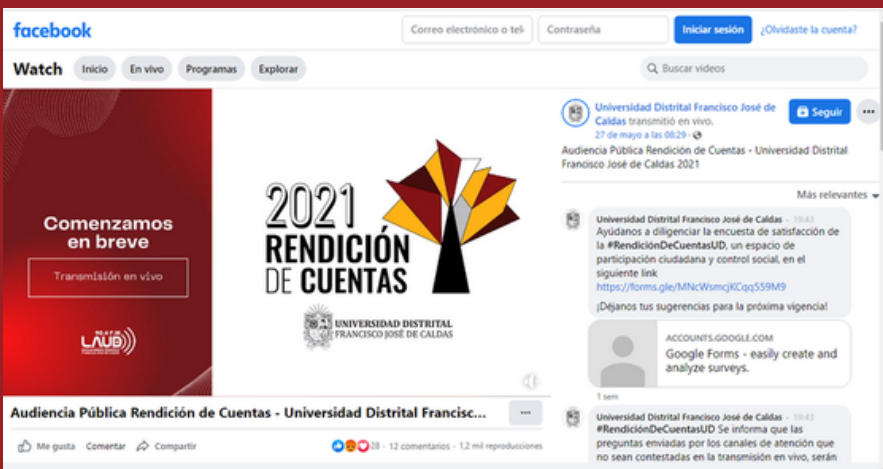 facebook
Correo electrónico o telé
Contraseña
Iniciar sesión
¿Olvidaste la cuenta?
Watch
Inicio
En vivo
Programas
Explorar
Buscar videos
Comenzamos
en breve
Transmisión en vivo
90.4 F.M.
LAUD
2021
RENDICIÓN
DE CUENTAS
UNIVERSIDAD DISTRITAL
FRANCISCO JOSÉ DE CALDAS
Audiencia Pública Rendición de Cuentas - Universidad Distrital Francisc...
Me gusta
Comentar
Compartir
28 · 12 comentarios · 1,2 mil reproducciones
Universidad Distrital Francisco José de
Caldas transmitió en vivo.
27 de mayo a las 08:29 ·
Seguir
Audiencia Pública Rendición de Cuentas - Universidad Distrital
Francisco José de Caldas 2021
Más relevantes
Universidad Distrital Francisco José de Caldas · 19:43
Ayúdanos a diligenciar la encuesta de satisfacción de
la #RendiciónDeCuentasUD, un espacio de
participación ciudadana y control social, en el
siguiente link
https://forms.gle/MNcWsmcjKCqq559M9
¡Déjanos tus sugerencias para la próxima vigencia!
ACCOUNTS.GOOGLE.COM
Google Forms - easily create and
analyze surveys.
1 sem
Universidad Distrital Francisco José de Caldas · 19:43
#RendiciónDeCuentasUD Se informa que las
preguntas enviadas por los canales de atención que
no sean contestadas en la transmisión en vivo, serán